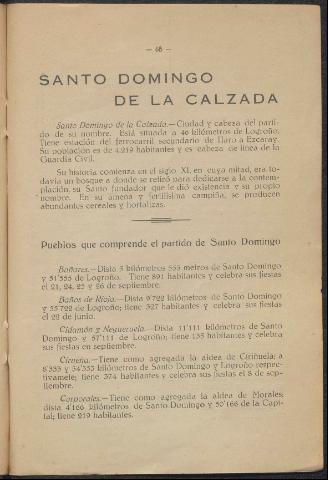 — 68 —
SANTO DOMINGO
DE LA CALZADA
Santo Domingo de la Calzada.—Ciudad y cabeza del parti-
do de su nombre. Está situada a 46 kilómetros de Logroño.
Tiene estación del ferrocarril secundario de Haro a Ezcaray.
Su población es de 4.219 habitantes y es cabeza de línea de la
Guardia Civil.
Su historia comienza en el siglo XI, en cuya mitad, era to-
davía un bosque a donde se retiró para dedicarse a la contem-
plación, su Santo fundador que le dió existencia y su propio
nombre. En su amena y fertilísima campiña, se producen
abundantes cereales y hortaliza.
Pueblos que comprende el partido de Santo Domingo
Bañares.—Dista 5 kilómetros 555 metros de Santo Domingo
y 51'555 de Logroño. Tiene 891 habitantes y celebra sus fiestas
el 21, 24, 25 y 26 de septiembre.
Baños de Rioja.—Dista 9'722 kilómetros de Santo Domingo
y 55'722 de Logroño; tiene 327 habitantes y celebra sus fiestas
el 22 de junio.
Cidamón y Negueruela.—Dista 11'111 kilómetros de Santo
Domingo y 57'111 de Logroño; tiene 135 habitantes y celebra
sus fiestas en septiembre.
Cirueña.—Tiene como agregada la aldea de Ciriñuela; a
8'333 y 54'333 kilómetros de Santo Domingo y Logroño respec-
tivamete; tiene 374 habitantes y celebra sus fiestas el 8 de sep-
tiembre.
Corporales.—Tiene como agregada la aldea de Morales;
dista 4'166 kilómetros de Santo Domingo y 50'166 de la Capi-
tal; tiene 219 habitantes.